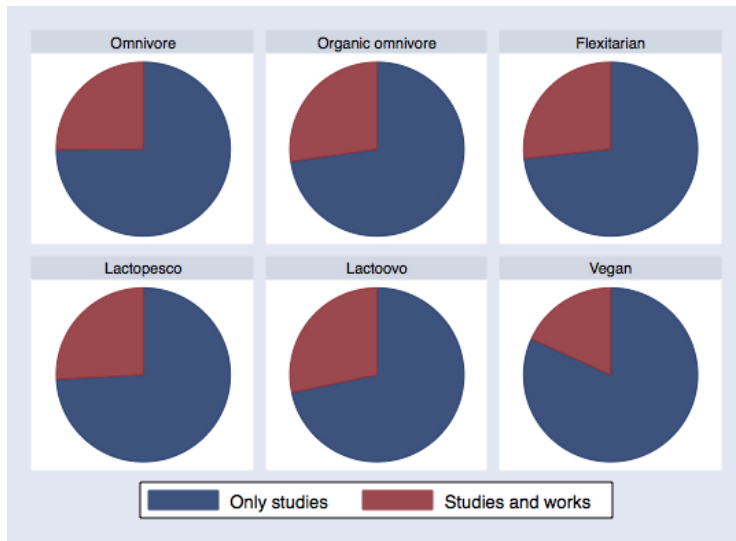 Omnivore
Organic omnivore
Flexitarian
Lactopesco
Lactoovo
Vegan
Only studies
Studies and works